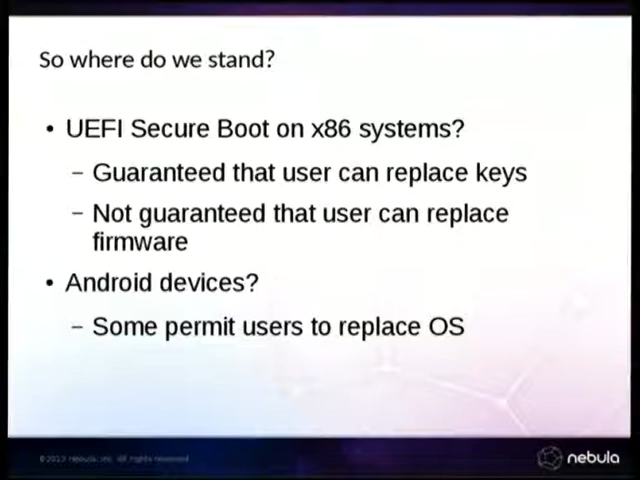 So where do we stand?
• UEFI Secure Boot on x86 systems?
– Guaranteed that user can replace keys
– Not guaranteed that user can replace
firmware
• Android devices?
– Some permit users to replace OS
nebula